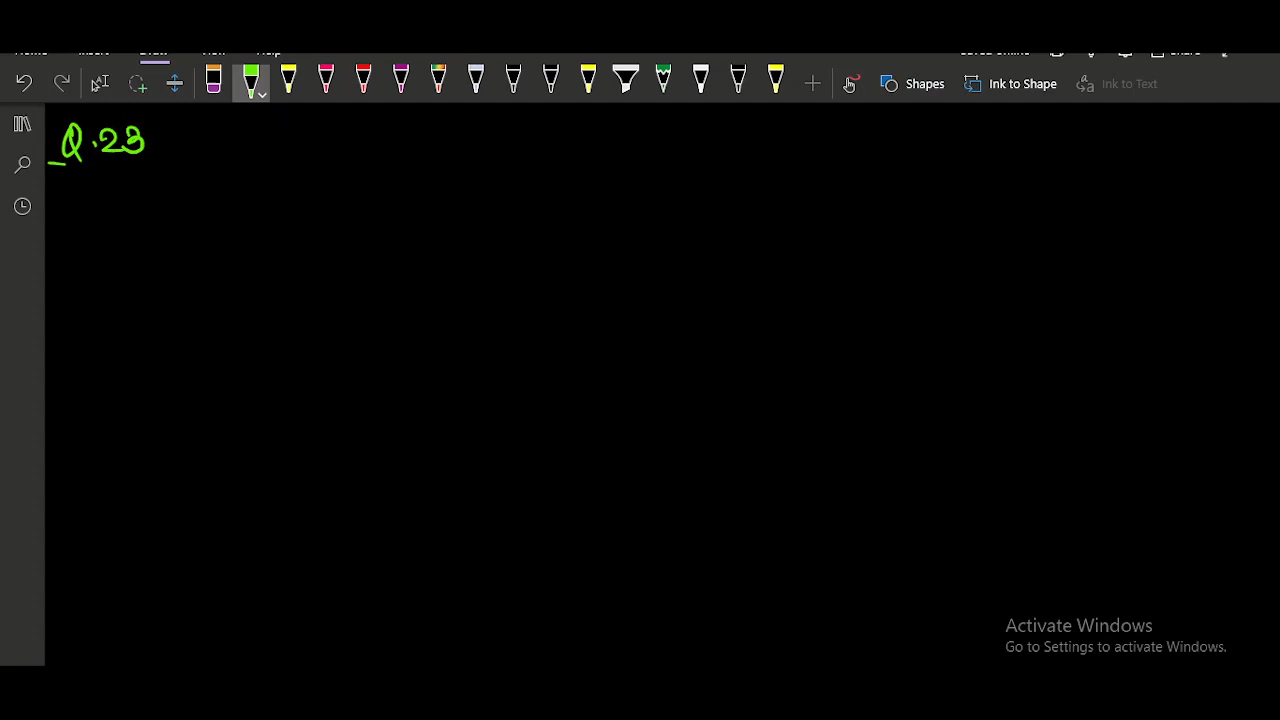 Shapes Ink to Shape Ink to Text
Q.23
Activate Windows
Go to Settings to activate Windows.